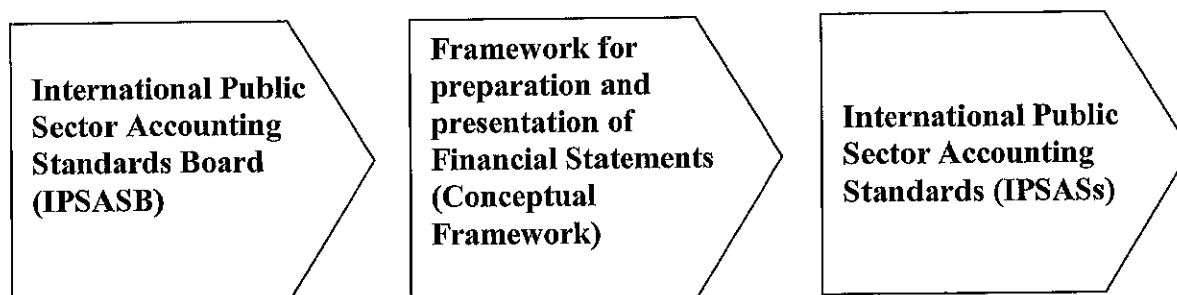 International Public
Sector Accounting
Standards Board
(IPSASB)
Framework for
preparation and
presentation of
Financial Statements
(Conceptual
Framework)
International Public
Sector Accounting
Standards (IPSASs)